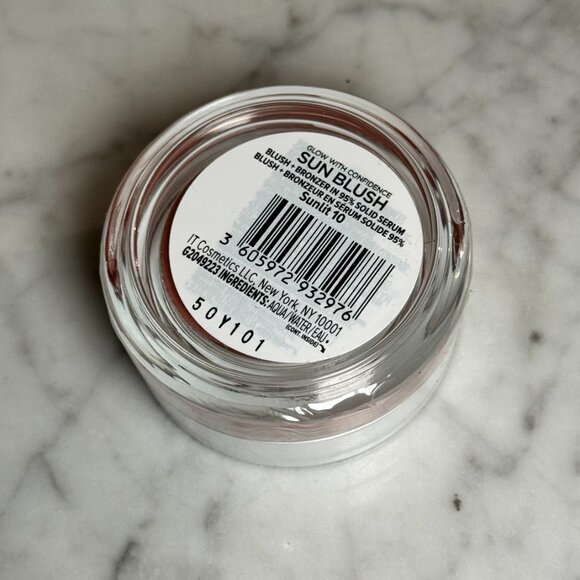 GLOW WITH CONFIDENCE
SUN BLUSH
BLUSH + BRONZER IN 95% SOLID SERUM
BLUSH + BRONZEUR EN SÉRUM SOLIDE 95%
Sunlit 10
3 605972 932976
IT Cosmetics LLC, New York, NY 10001
G2049223 INGREDIENTS: AQUA/WATER/EAU •
(CONT. INSIDE)
50Y101